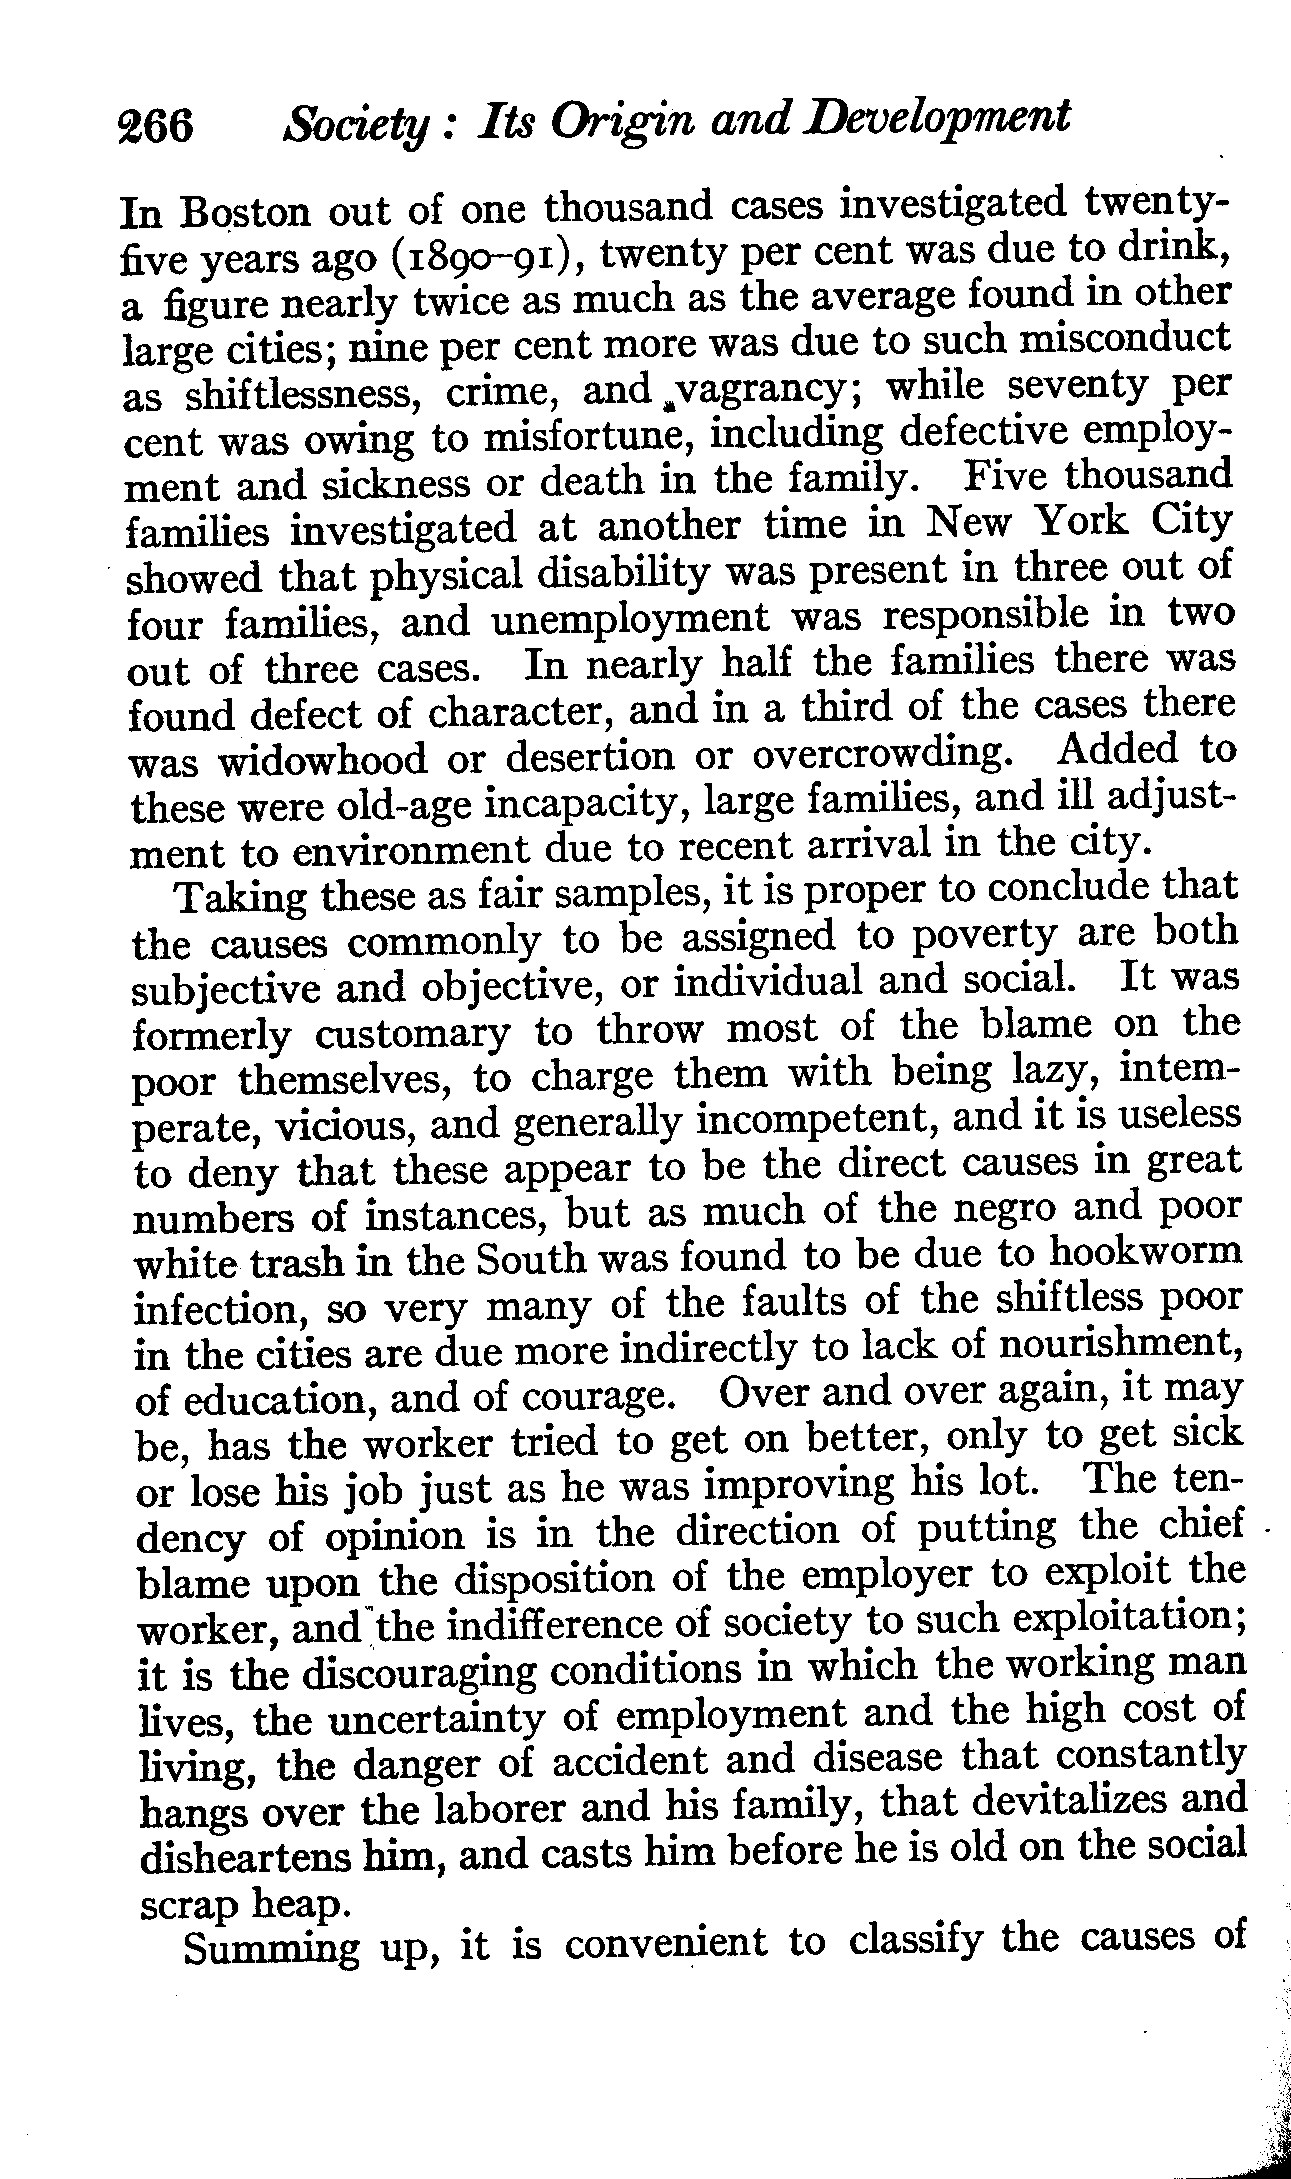 266 Society : Its Origin and Development
In Boston out of one thousand cases investigated twenty-
five years ago (1890–91), twenty per cent was due to drink,
a figure nearly twice as much as the average found in other
large cities; nine per cent more was due to such misconduct
as shiftlessness, crime, and vagrancy; while seventy per
cent was owing to misfortune, including defective employ-
ment and sickness or death in the family. Five thousand
families investigated at another time in New York City
showed that physical disability was present in three out of
four families, and unemployment was responsible in two
out of three cases. In nearly half the families there was
found defect of character, and in a third of the cases there
was widowhood or desertion or overcrowding. Added to
these were old-age incapacity, large families, and ill adjust-
ment to environment due to recent arrival in the city.
Taking these as fair samples, it is proper to conclude that
the causes commonly to be assigned to poverty are both
subjective and objective, or individual and social. It was
formerly customary to throw most of the blame on the
poor themselves, to charge them with being lazy, intem-
perate, vicious, and generally incompetent, and it is useless
to deny that these appear to be the direct causes in great
numbers of instances, but as much of the negro and poor
white trash in the South was found to be due to hookworm
infection, so very many of the faults of the shiftless poor
in the cities are due more indirectly to lack of nourishment,
of education, and of courage. Over and over again, it may
be, has the worker tried to get on better, only to get sick
or lose his job just as he was improving his lot. The ten-
dency of opinion is in the direction of putting the chief
blame upon the disposition of the employer to exploit the
worker, and the indifference of society to such exploitation;
it is the discouraging conditions in which the working man
lives, the uncertainty of employment and the high cost of
living, the danger of accident and disease that constantly
hangs over the laborer and his family, that devitalizes and
disheartens him, and casts him before he is old on the social
scrap heap.
Summing up, it is convenient to classify the causes of